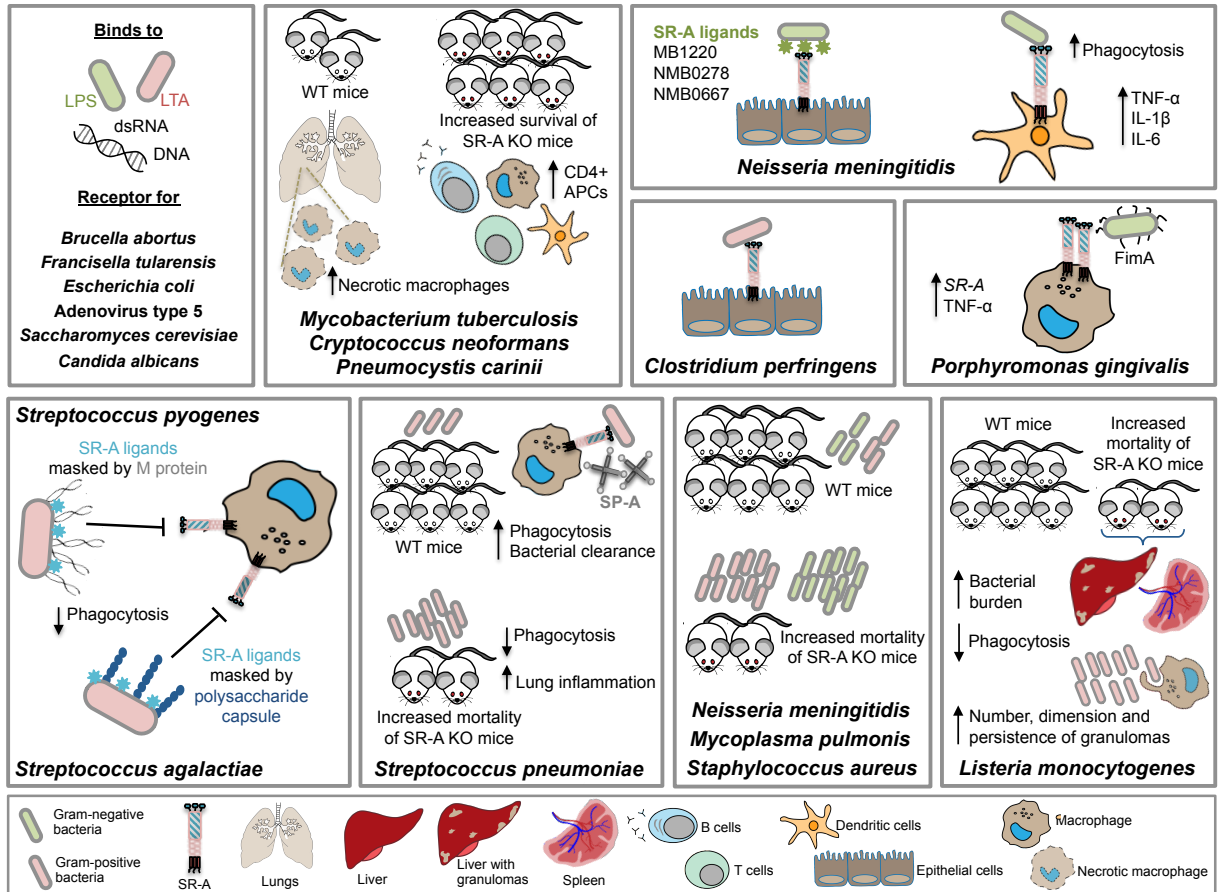 Binds to
LPS
LTA
dsRNA
DNA
Receptor for
Brucella abortus
Francisella tularensis
Escherichia coli
Adenovirus type 5
Saccharomyces cerevisiae
Candida albicans
WT mice
Increased survival of
SR-A KO mice
CD4+
APCs
Necrotic macrophages
Mycobacterium tuberculosis
Cryptococcus neoformans
Pneumocystis carinii
SR-A ligands
MB1220
NMB0278
NMB0667
Phagocytosis
TNF-α
IL-1β
IL-6
Neisseria meningitidis
Clostridium perfringens
FimA
SR-A
TNF-α
Porphyromonas gingivalis
Streptococcus pyogenes
SR-A ligands
masked by M protein
Phagocytosis
SR-A ligands
masked by
polysaccharide
capsule
Streptococcus agalactiae
SP-A
WT mice
Phagocytosis
Bacterial clearance
Phagocytosis
Lung inflammation
Increased mortality
of SR-A KO mice
Streptococcus pneumoniae
WT mice
Increased mortality
of SR-A KO mice
Neisseria meningitidis
Mycoplasma pulmonis
Staphylococcus aureus
WT mice
Increased
mortality of
SR-A KO mice
Bacterial
burden
Phagocytosis
Number, dimension and
persistence of granulomas
Listeria monocytogenes
Gram-negative
bacteria
Gram-positive
bacteria
SR-A
Lungs
Liver
Liver with
granulomas
Spleen
B cells
T cells
Dendritic cells
Epithelial cells
Macrophage
Necrotic macrophage